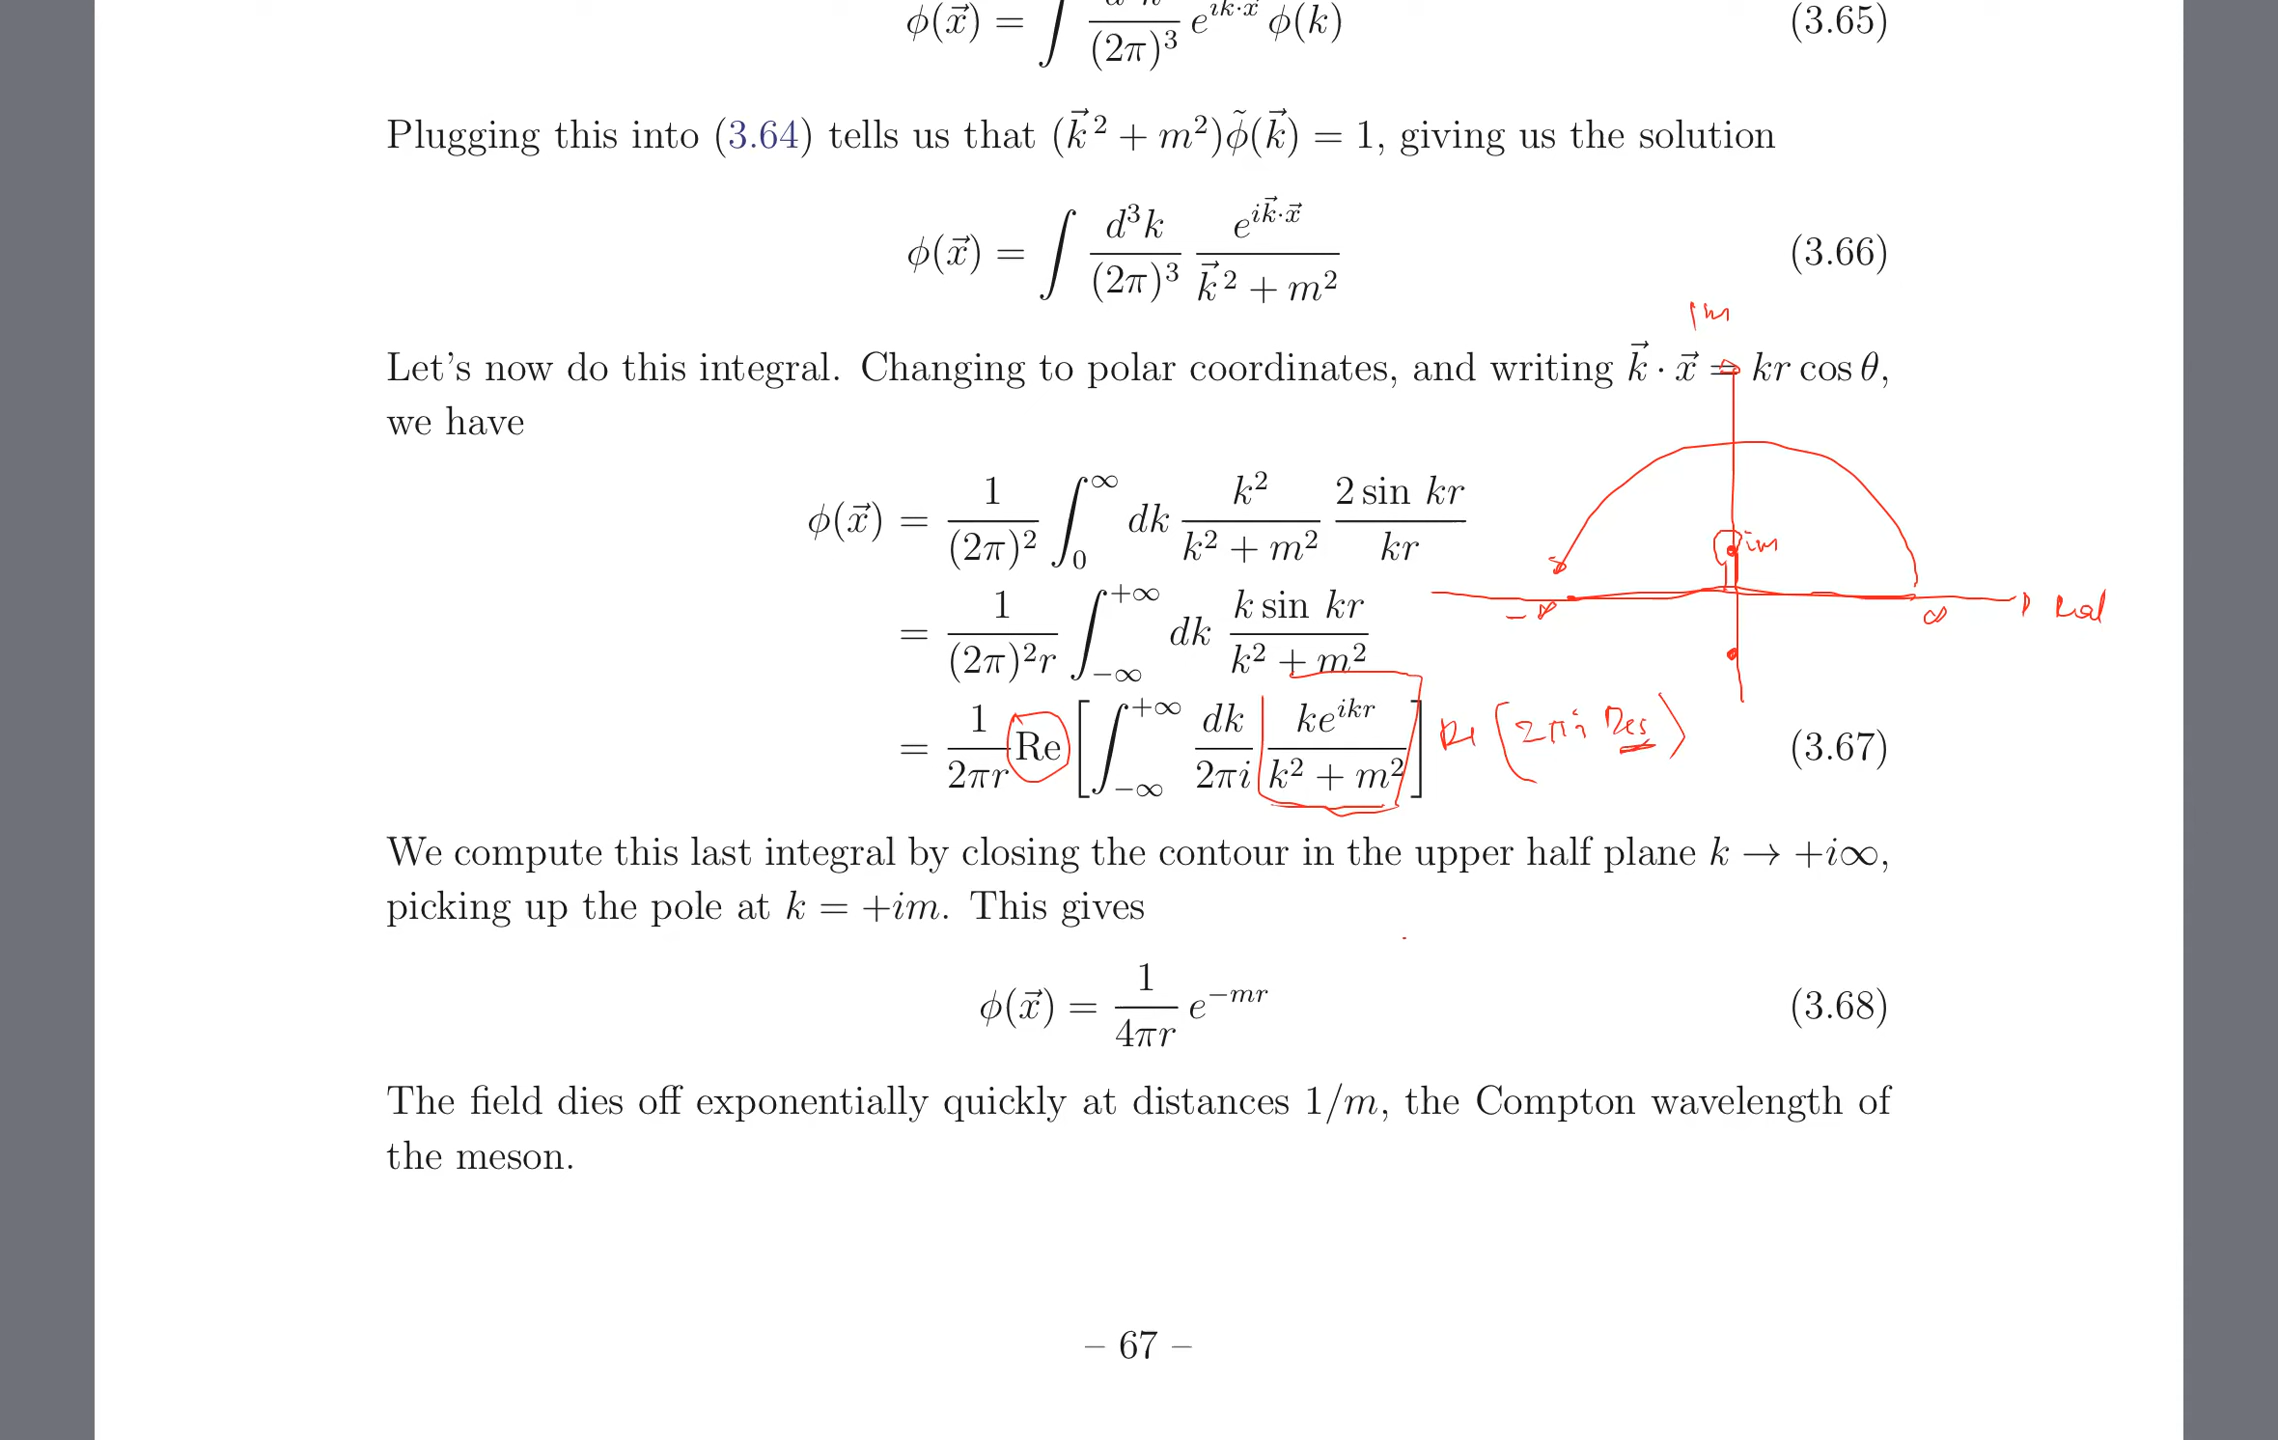 ϕ(x⃗) = ∫ d³k/(2π)³ e^{ik⃗·x⃗} ϕ(k) (3.65)
Plugging this into (3.64) tells us that (k⃗² + m²)ϕ̃(k⃗) = 1, giving us the solution
ϕ(x⃗) = ∫ d³k/(2π)³ e^{ik⃗·x⃗}/(k⃗² + m²) (3.66)
Im
Let's now do this integral. Changing to polar coordinates, and writing k⃗ · x⃗ = kr cos θ,
we have
ϕ(x⃗) = 1/(2π)² ∫₀^∞ dk k²/(k² + m²) 2 sin kr/kr
im
= 1/((2π)²r) ∫_{−∞}^{+∞} dk k sin kr/(k² + m²)
−∞ ∞ Real
= 1/(2πr) Re [∫_{−∞}^{+∞} dk/(2πi) ke^{ikr}/(k² + m²)] Re (2πi Res) (3.67)
We compute this last integral by closing the contour in the upper half plane k → +i∞,
picking up the pole at k = +im. This gives
ϕ(x⃗) = 1/(4πr) e^{−mr} (3.68)
The field dies off exponentially quickly at distances 1/m, the Compton wavelength of
the meson.
– 67 –